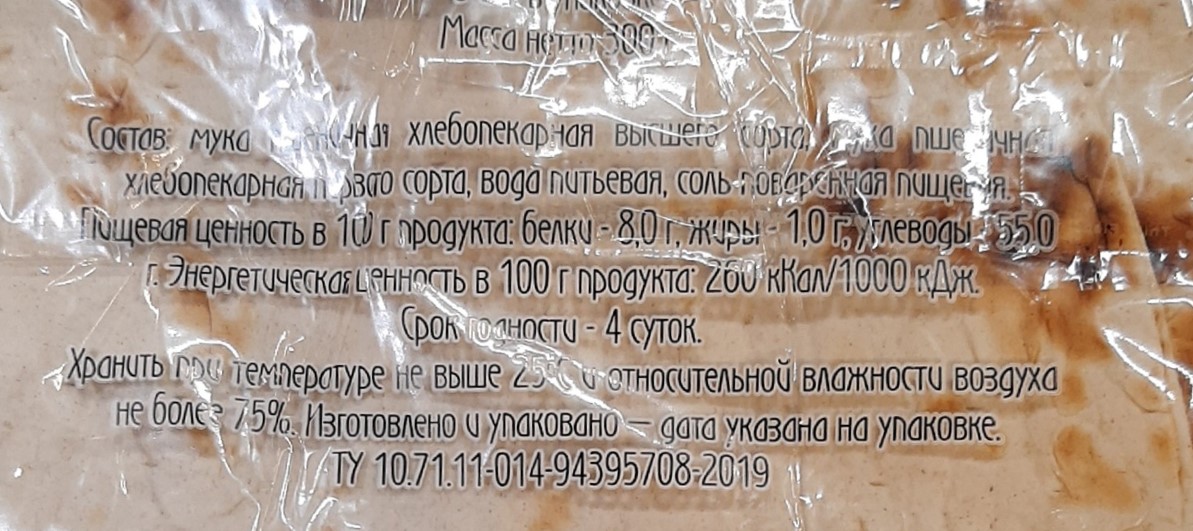 Масса нетто 300 г
Состав: мука хлебопекарная высшего сорта, мука пшеничная
хлебопекарная первого сорта, вода питьевая, соль поваренная пищевая.
Пищевая ценность в 100 г продукта: белки - 8,0 г, жиры - 1,0 г, углеводы - 55,0
г. Энергетическая ценность в 100 г продукта: 260 кКал/1000 кДж.
Срок годности - 4 суток.
Хранить при температуре не выше 25°С и относительной влажности воздуха
не более 75%. Изготовлено и упаковано – дата указана на упаковке.
ТУ 10.71.11-014-94395708-2019